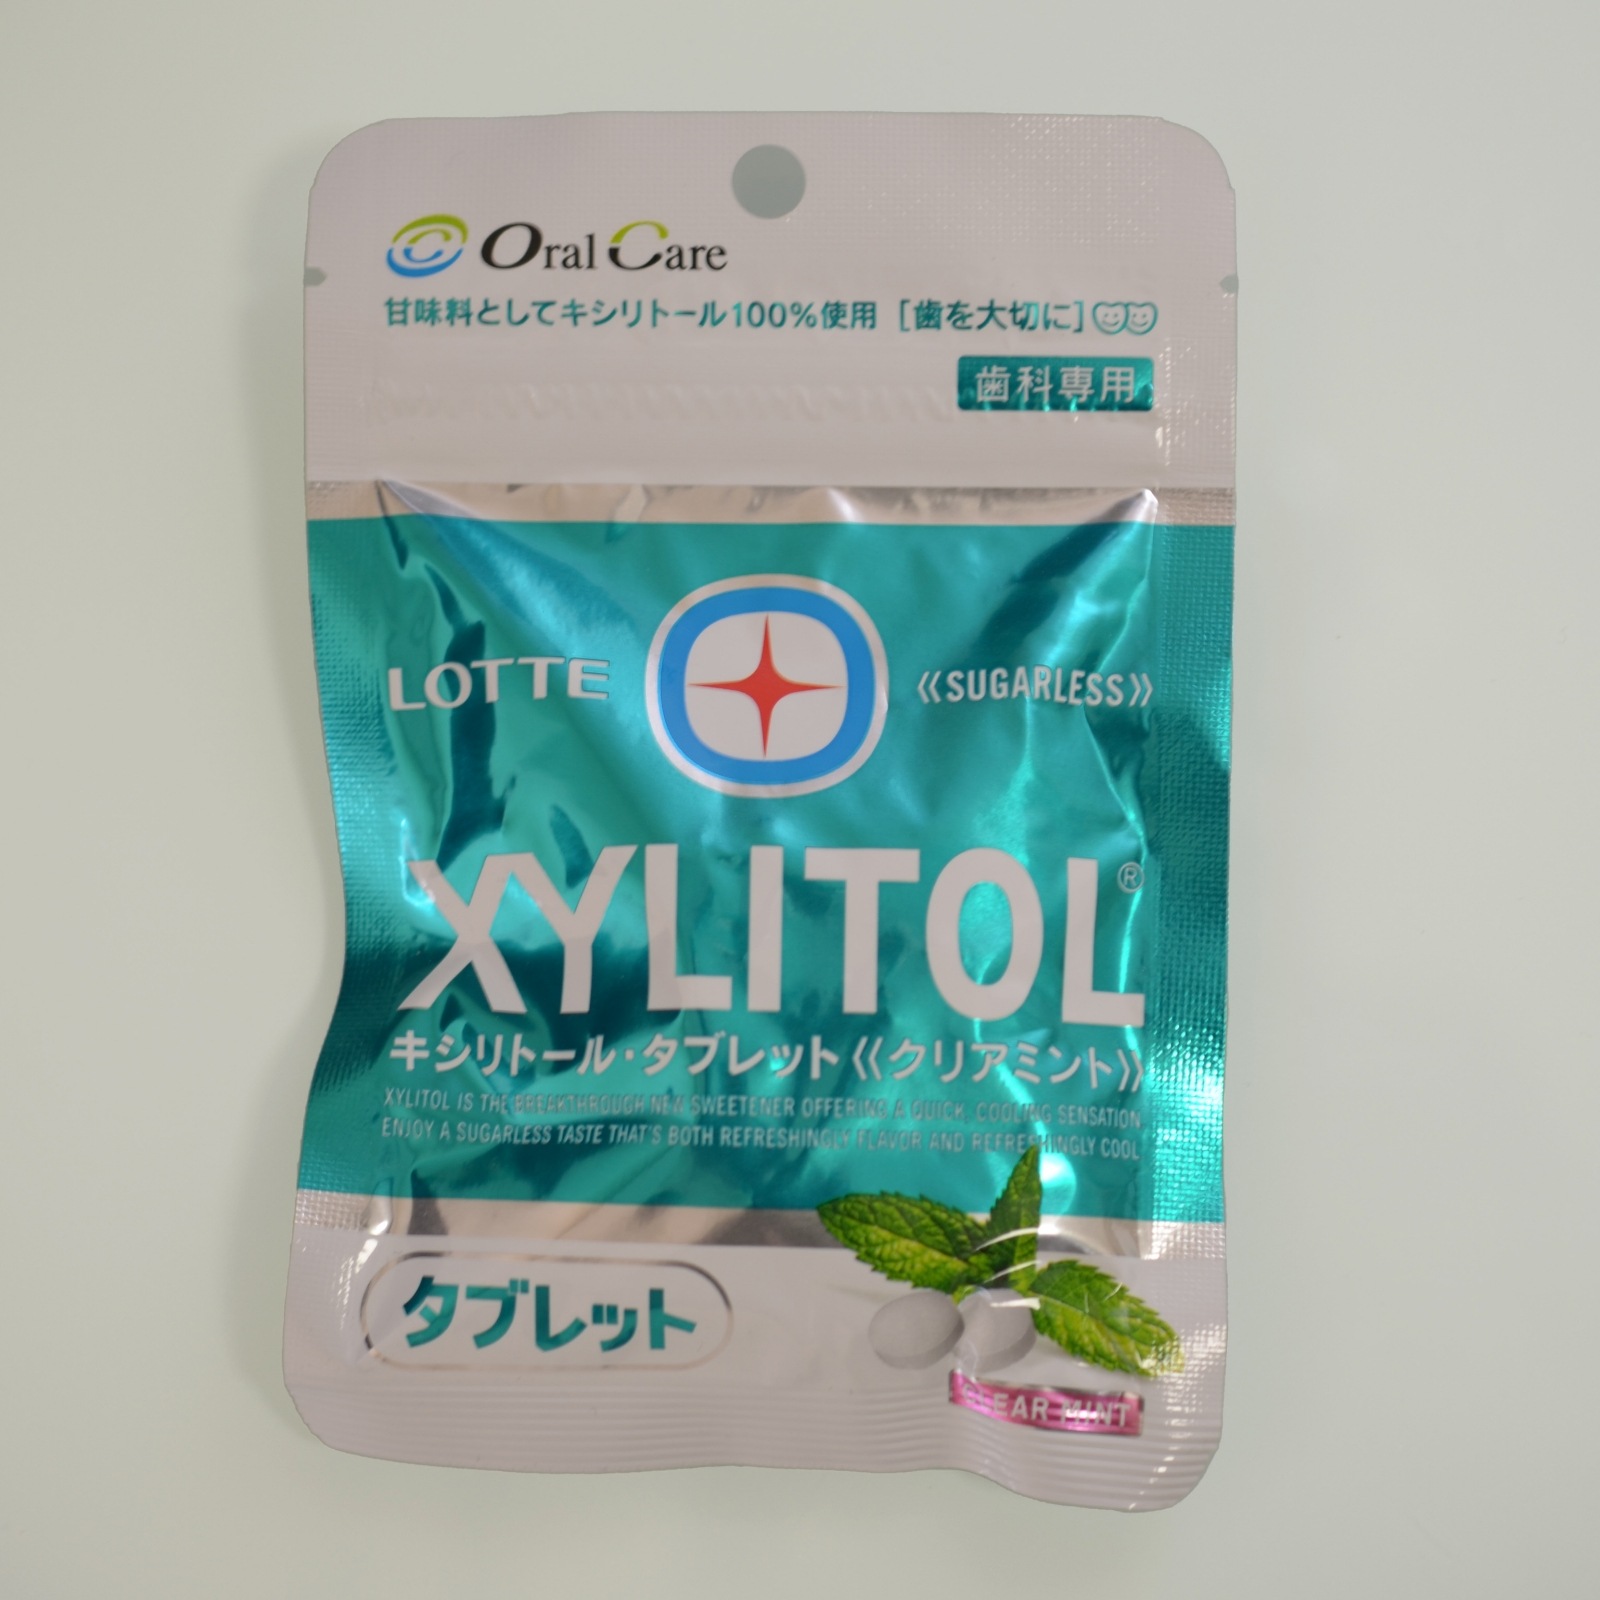 Oral Care
甘味料としてキシリトール100%使用 [歯を大切に]
歯科専用
LOTTE
《SUGARLESS》
XYLITOL®
キシリトール・タブレット《クリアミント》
XYLITOL IS THE BREAKTHROUGH NEW SWEETENER OFFERING A QUICK, COOLING SENSATION
ENJOY A SUGARLESS TASTE THAT'S BOTH REFRESHINGLY FLAVOR AND REFRESHINGLY COOL
タブレット
CLEAR MINT